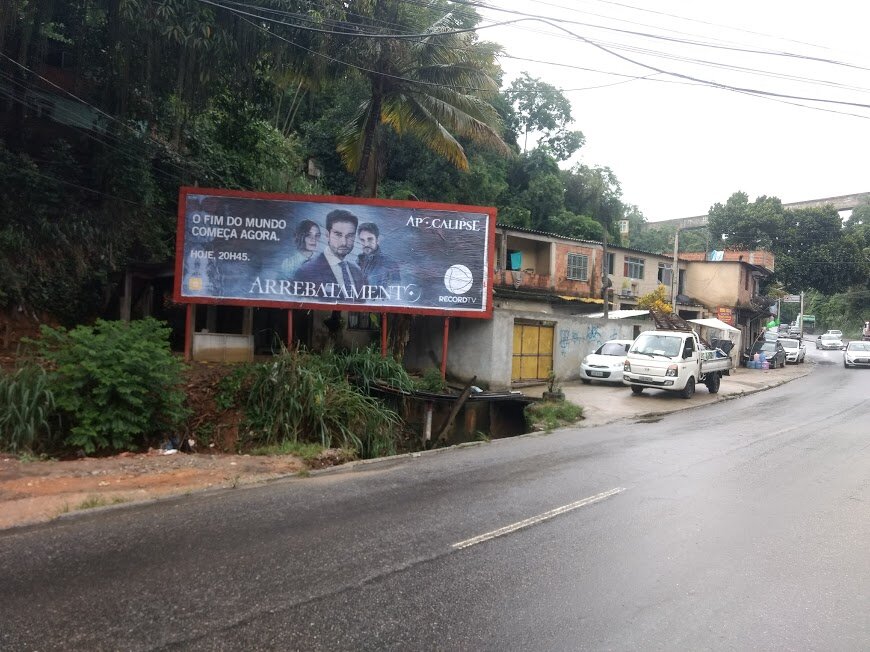 O FIM DO MUNDO
COMEÇA AGORA.
HOJE, 20H45.
APOCALIPSE
ARREBATAMENTO
RECORDTV